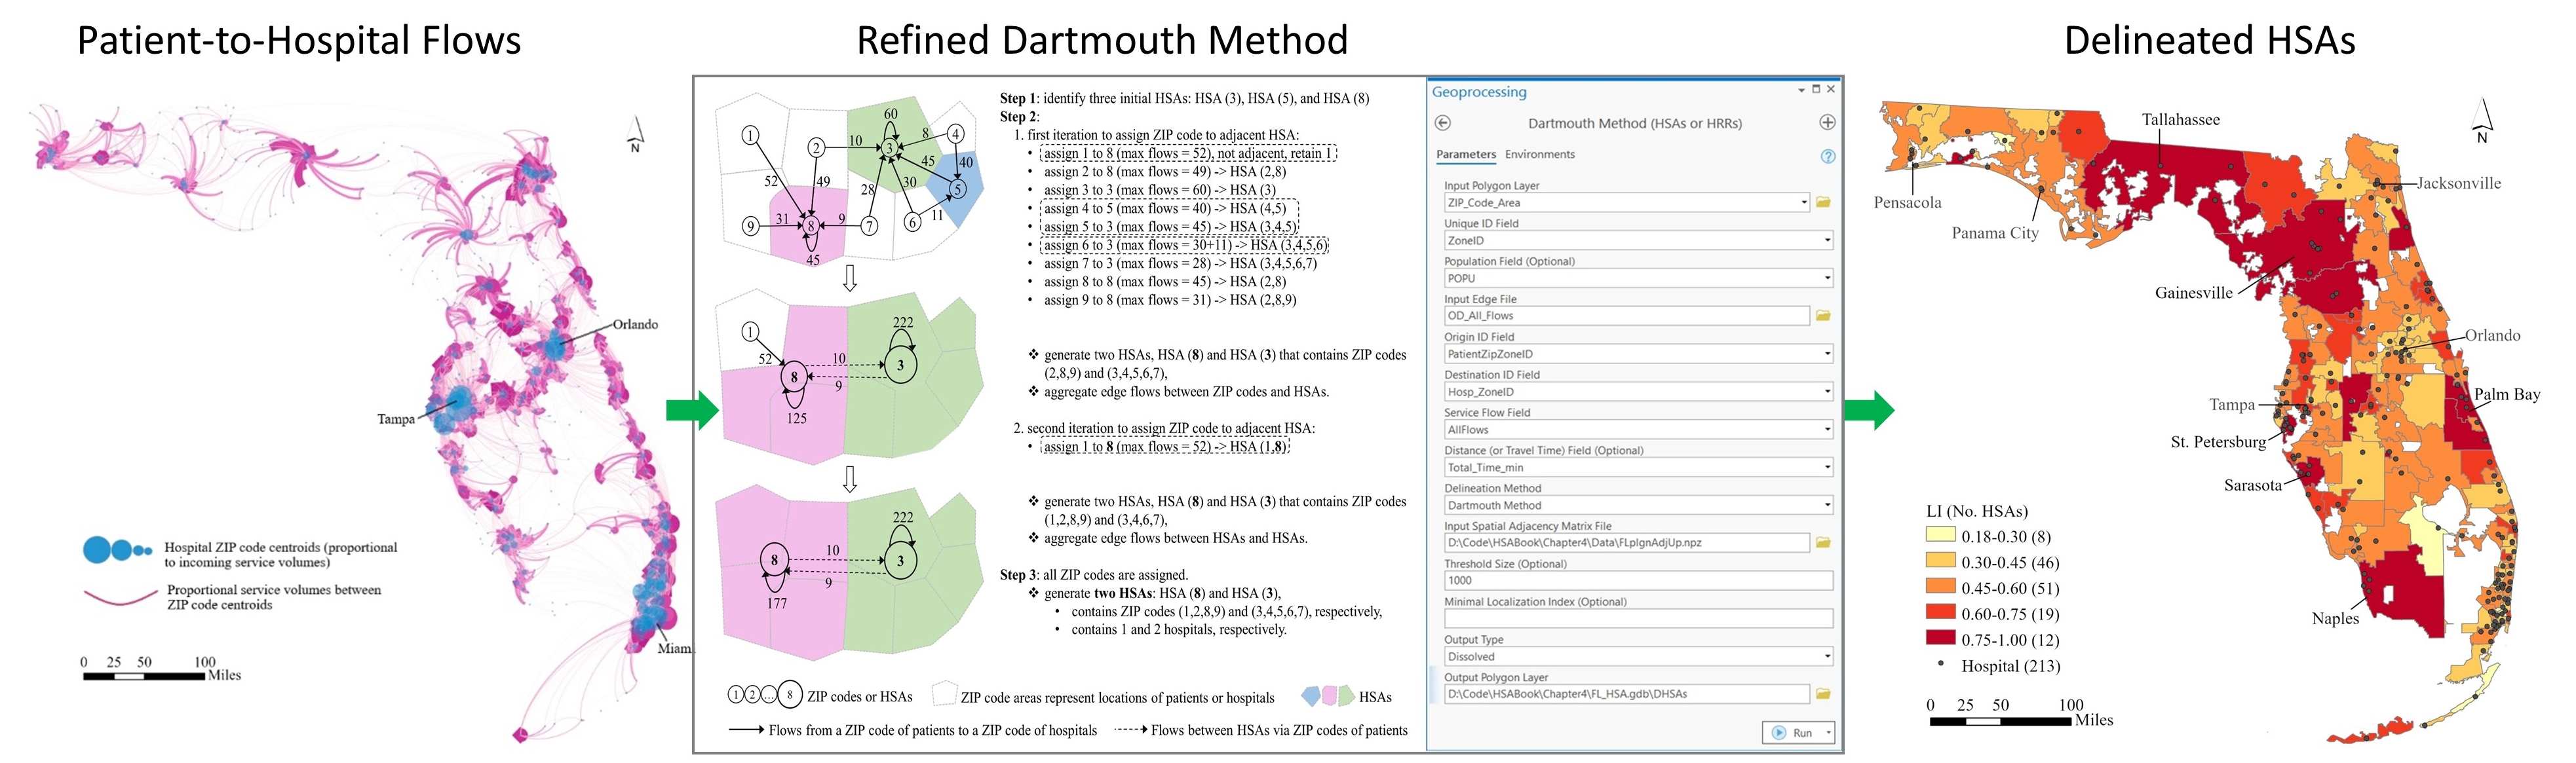 Patient-to-Hospital Flows
N
Orlando
Tampa
Miam
Hospital ZIP code centroids (proportional
to incoming service volumes)
Proportional service volumes between
ZIP code centroids
0 25 50 100
Miles
Refined Dartmouth Method
1
2
3
4
5
6
7
8
9
60
10
8
45
40
52
49
28
30
11
31
9
45
1
52
8
3
222
10
9
125
8
3
222
10
9
177
Step 1: identify three initial HSAs: HSA (3), HSA (5), and HSA (8)
Step 2:
1. first iteration to assign ZIP code to adjacent HSA:
• assign 1 to 8 (max flows = 52), not adjacent, retain 1
• assign 2 to 8 (max flows = 49) -> HSA (2,8)
• assign 3 to 3 (max flows = 60) -> HSA (3)
• assign 4 to 5 (max flows = 40) -> HSA (4,5)
• assign 5 to 3 (max flows = 45) -> HSA (3,4,5)
• assign 6 to 3 (max flows = 30+11) -> HSA (3,4,5,6)
• assign 7 to 3 (max flows = 28) -> HSA (3,4,5,6,7)
• assign 8 to 8 (max flows = 45) -> HSA (2,8)
• assign 9 to 8 (max flows = 31) -> HSA (2,8,9)
❖ generate two HSAs, HSA (8) and HSA (3) that contains ZIP codes
(2,8,9) and (3,4,5,6,7),
❖ aggregate edge flows between ZIP codes and HSAs.
2. second iteration to assign ZIP code to adjacent HSA:
• assign 1 to 8 (max flows = 52) -> HSA (1,8)
❖ generate two HSAs, HSA (8) and HSA (3) that contains ZIP codes
(1,2,8,9) and (3,4,6,7),
❖ aggregate edge flows between HSAs and HSAs.
Step 3: all ZIP codes are assigned.
❖ generate two HSAs: HSA (8) and HSA (3),
• contains ZIP codes (1,2,8,9) and (3,4,5,6,7), respectively,
• contains 1 and 2 hospitals, respectively.
1 2 ... 8 ZIP codes or HSAs
ZIP code areas represent locations of patients or hospitals
HSAs
Flows from a ZIP code of patients to a ZIP code of hospitals
Flows between HSAs via ZIP codes of patients
Geoprocessing
Dartmouth Method (HSAs or HRRs)
Parameters Environments
?
Input Polygon Layer
ZIP_Code_Area
Unique ID Field
ZoneID
Population Field (Optional)
POPU
Input Edge File
OD_All_Flows
Origin ID Field
PatientZipZoneID
Destination ID Field
Hosp_ZoneID
Service Flow Field
AllFlows
Distance (or Travel Time) Field (Optional)
Total_Time_min
Delineation Method
Dartmouth Method
Input Spatial Adjacency Matrix File
D:\Code\HSABook\Chapter4\Data\FLplgnAdjUp.npz
Threshold Size (Optional)
1000
Minimal Localization Index (Optional)
Output Type
Dissolved
Output Polygon Layer
D:\Code\HSABook\Chapter4\FL_HSA.gdb\DHSAs
Run
Delineated HSAs
N
Tallahassee
Jacksonville
Pensacola
Panama City
Gainesville
Orlando
Tampa
Palm Bay
St. Petersburg
Sarasota
Naples
LI (No. HSAs)
0.18-0.30 (8)
0.30-0.45 (46)
0.45-0.60 (51)
0.60-0.75 (19)
0.75-1.00 (12)
Hospital (213)
0 25 50 100
Miles